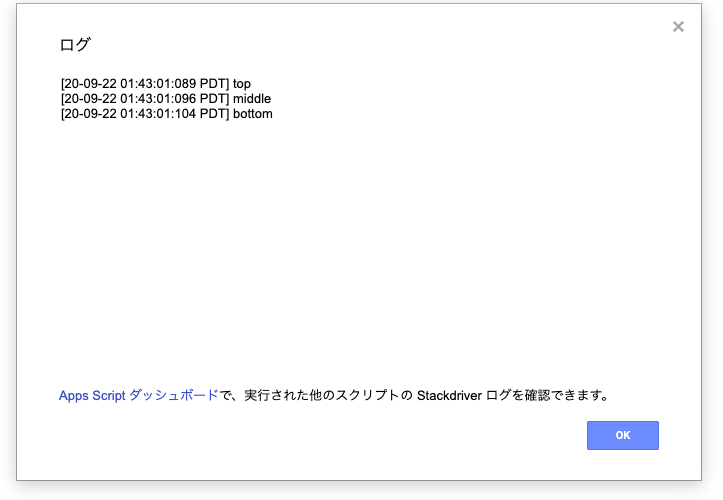 ログ
[20-09-22 01:43:01:089 PDT] top
[20-09-22 01:43:01:096 PDT] middle
[20-09-22 01:43:01:104 PDT] bottom
Apps Script ダッシュボードで、実行された他のスクリプトの Stackdriver ログを確認できます。
OK